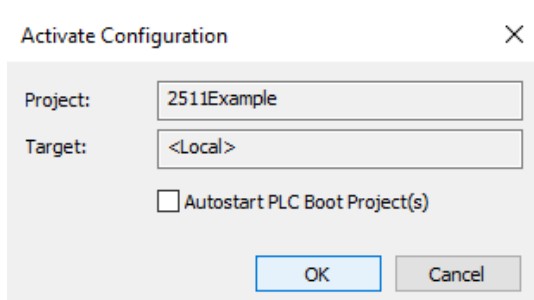 Activate Configuration
Project: 2511Example
Target: <Local>
Autostart PLC Boot Project(s)
OK Cancel